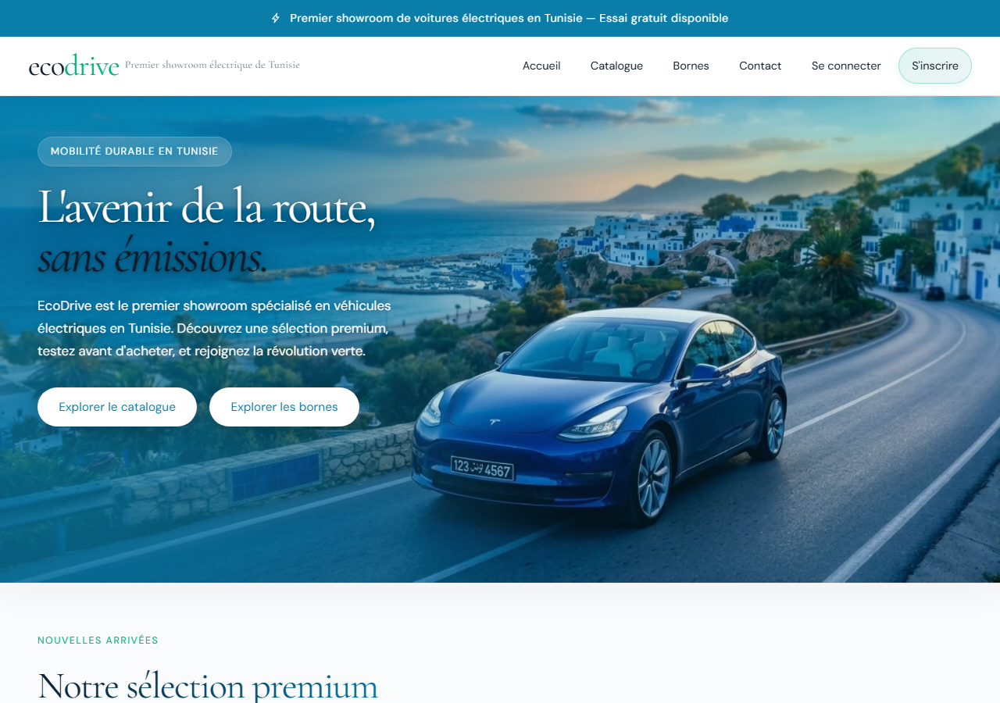 Premier showroom de voitures électriques en Tunisie — Essai gratuit disponible
ecodrive Premier showroom électrique de Tunisie
Accueil Catalogue Bornes Contact Se connecter S'inscrire
MOBILITÉ DURABLE EN TUNISIE
L'avenir de la route,
sans émissions.
EcoDrive est le premier showroom spécialisé en véhicules
électriques en Tunisie. Découvrez une sélection premium,
testez avant d'acheter, et rejoignez la révolution verte.
Explorer le catalogue Explorer les bornes
123 4567
NOUVELLES ARRIVÉES
Notre sélection premium